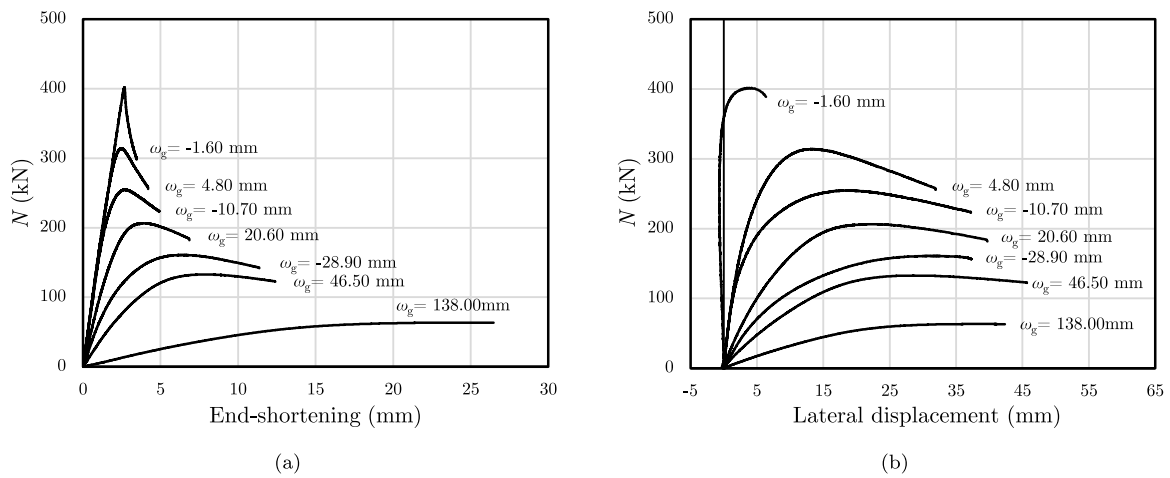 500
400
300
200
100
0
N (kN)
ω_g= -1.60 mm
ω_g= 4.80 mm
ω_g= -10.70 mm
ω_g= 20.60 mm
ω_g= -28.90 mm
ω_g= 46.50 mm
ω_g= 138.00mm
0 5 10 15 20 25 30
End-shortening (mm)
(a)
500
400
300
200
100
0
N (kN)
ω_g= -1.60 mm
ω_g= 4.80 mm
ω_g= -10.70 mm
ω_g= 20.60 mm
ω_g= -28.90 mm
ω_g= 46.50 mm
ω_g= 138.00mm
-5 5 15 25 35 45 55 65
Lateral displacement (mm)
(b)